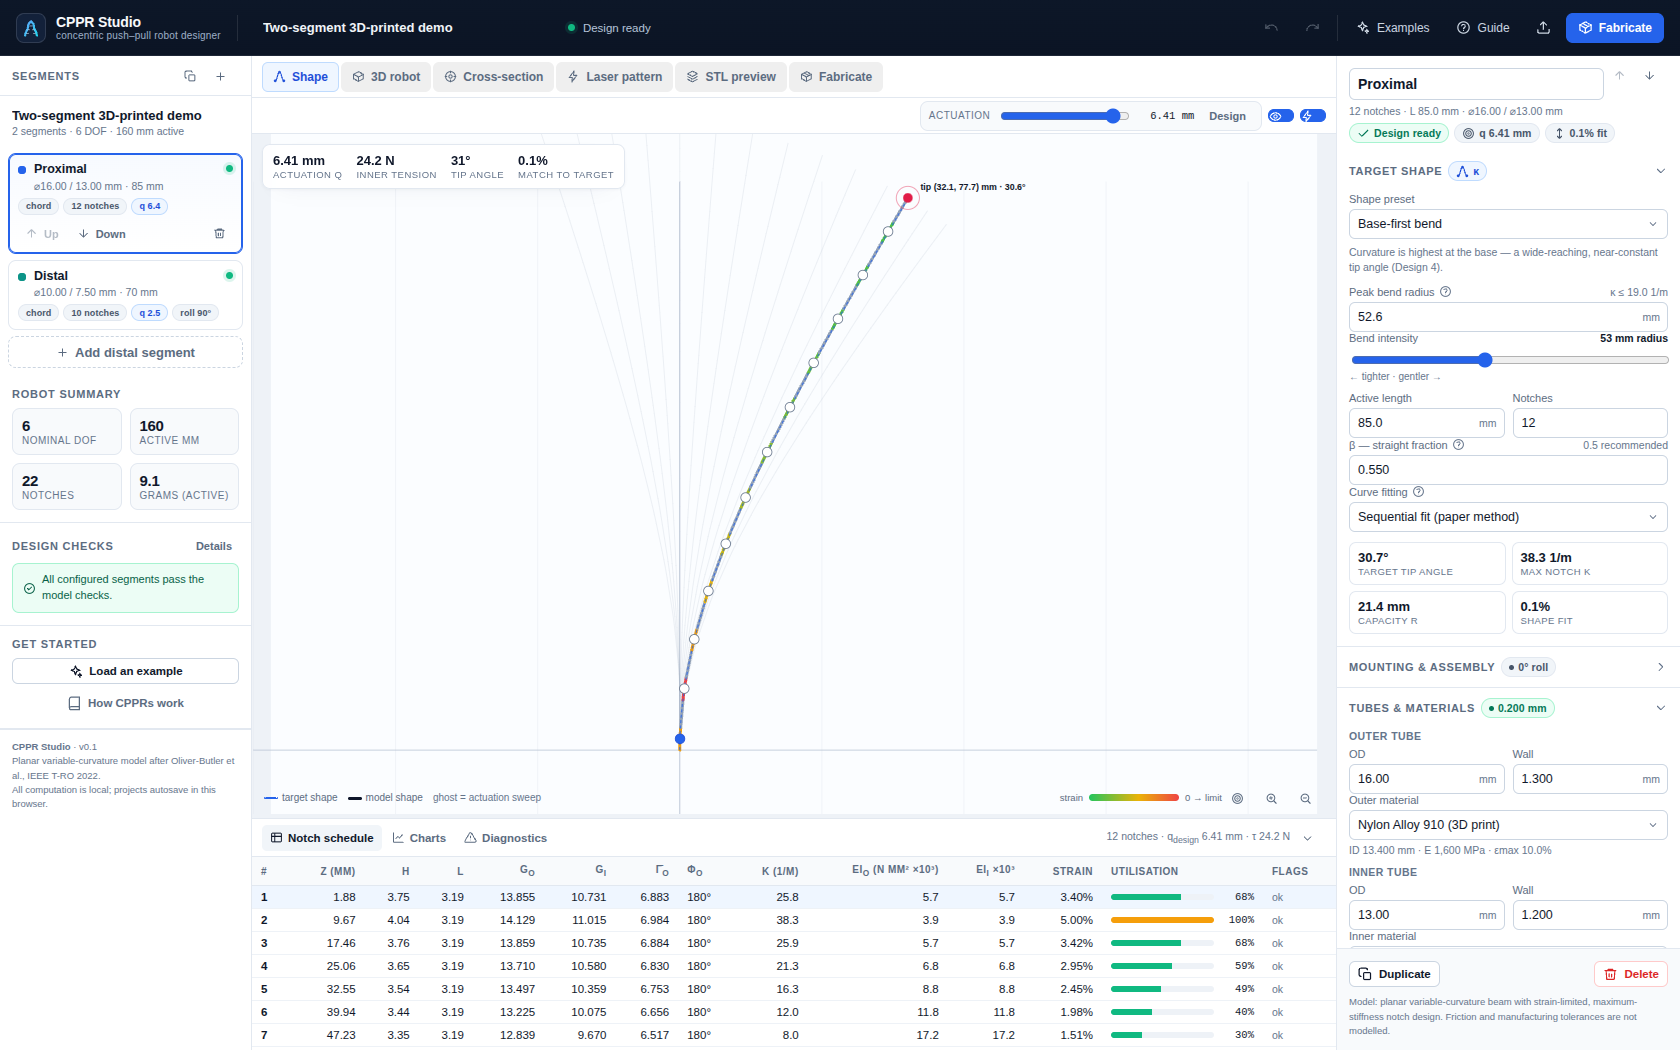 CPPR Studio
concentric push–pull robot designer
Two-segment 3D-printed demo
Design ready
Examples
Guide
Fabricate
SEGMENTS
Two-segment 3D-printed demo
2 segments · 6 DOF · 160 mm active
Proximal
⌀16.00 / 13.00 mm · 85 mm
chord 12 notches q 6.4
Up Down
Distal
⌀10.00 / 7.50 mm · 70 mm
chord 10 notches q 2.5 roll 90°
Add distal segment
ROBOT SUMMARY
6 160
NOMINAL DOF ACTIVE MM
22 9.1
NOTCHES GRAMS (ACTIVE)
DESIGN CHECKS Details
All configured segments pass the
model checks.
GET STARTED
Load an example
How CPPRs work
CPPR Studio · v0.1
Planar variable-curvature model after Oliver-Butler et
al., IEEE T-RO 2022.
All computation is local; projects autosave in this
browser.
Shape 3D robot Cross-section Laser pattern STL preview Fabricate
ACTUATION 6.41 mm Design
6.41 mm 24.2 N 31° 0.1%
ACTUATION Q INNER TENSION TIP ANGLE MATCH TO TARGET
tip (32.1, 77.7) mm · 30.6°
target shape model shape ghost = actuation sweep
strain 0 → limit
Notch schedule Charts Diagnostics
12 notches · qdesign 6.41 mm · τ 24.2 N
# Z (MM) H L GO GI ΓO ΦO Κ (1/M) EIO (N MM² ×10³) EII ×10³ STRAIN UTILISATION FLAGS
1 1.88 3.75 3.19 13.855 10.731 6.883 180° 25.8 5.7 5.7 3.40% 68% ok
2 9.67 4.04 3.19 14.129 11.015 6.984 180° 38.3 3.9 3.9 5.00% 100% ok
3 17.46 3.76 3.19 13.859 10.735 6.884 180° 25.9 5.7 5.7 3.42% 68% ok
4 25.06 3.65 3.19 13.710 10.580 6.830 180° 21.3 6.8 6.8 2.95% 59% ok
5 32.55 3.54 3.19 13.497 10.359 6.753 180° 16.3 8.8 8.8 2.45% 49% ok
6 39.94 3.44 3.19 13.225 10.075 6.656 180° 12.0 11.8 11.8 1.98% 40% ok
7 47.23 3.35 3.19 12.839 9.670 6.517 180° 8.0 17.2 17.2 1.51% 30% ok
Proximal
12 notches · L 85.0 mm · ⌀16.00 / ⌀13.00 mm
Design ready q 6.41 mm 0.1% fit
TARGET SHAPE κ
Shape preset
Base-first bend
Curvature is highest at the base — a wide-reaching, near-constant
tip angle (Design 4).
Peak bend radius κ ≤ 19.0 1/m
52.6 mm
Bend intensity 53 mm radius
← tighter · gentler →
Active length Notches
85.0 mm 12
β — straight fraction 0.5 recommended
0.550
Curve fitting
Sequential fit (paper method)
30.7° 38.3 1/m
TARGET TIP ANGLE MAX NOTCH Κ
21.4 mm 0.1%
CAPACITY R SHAPE FIT
MOUNTING & ASSEMBLY 0° roll
TUBES & MATERIALS 0.200 mm
OUTER TUBE
OD Wall
16.00 mm 1.300 mm
Outer material
Nylon Alloy 910 (3D print)
ID 13.400 mm · E 1,600 MPa · εmax 10.0%
INNER TUBE
OD Wall
13.00 mm 1.200 mm
Inner material
Duplicate Delete
Model: planar variable-curvature beam with strain-limited, maximum-
stiffness notch design. Friction and manufacturing tolerances are not
modelled.